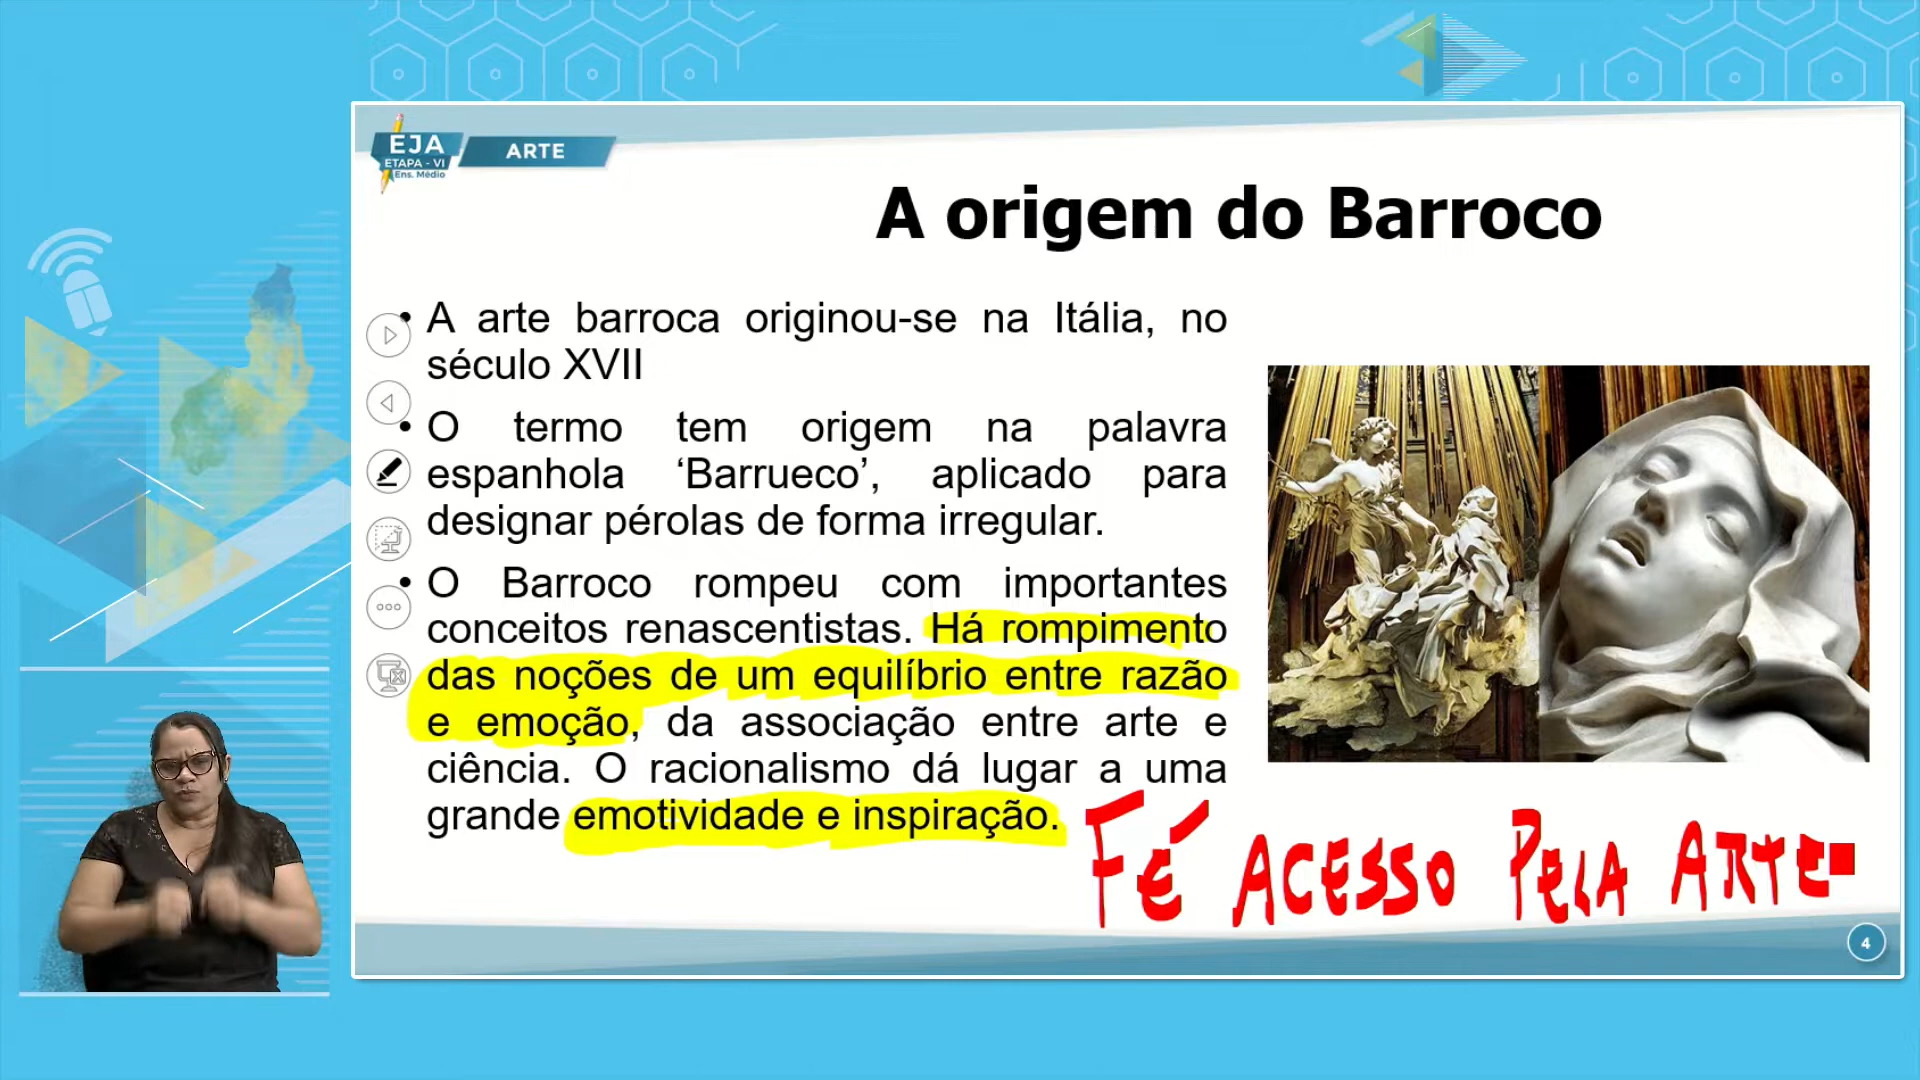 EJA
ETAPA - VI
Ens. Médio
ARTE
A origem do Barroco
• A arte barroca originou-se na Itália, no
século XVII
• O termo tem origem na palavra
espanhola ‘Barrueco’, aplicado para
designar pérolas de forma irregular.
• O Barroco rompeu com importantes
conceitos renascentistas. Há rompimento
das noções de um equilíbrio entre razão
e emoção, da associação entre arte e
ciência. O racionalismo dá lugar a uma
grande emotividade e inspiração.
FÉ ACESSO PELA ARTE
4